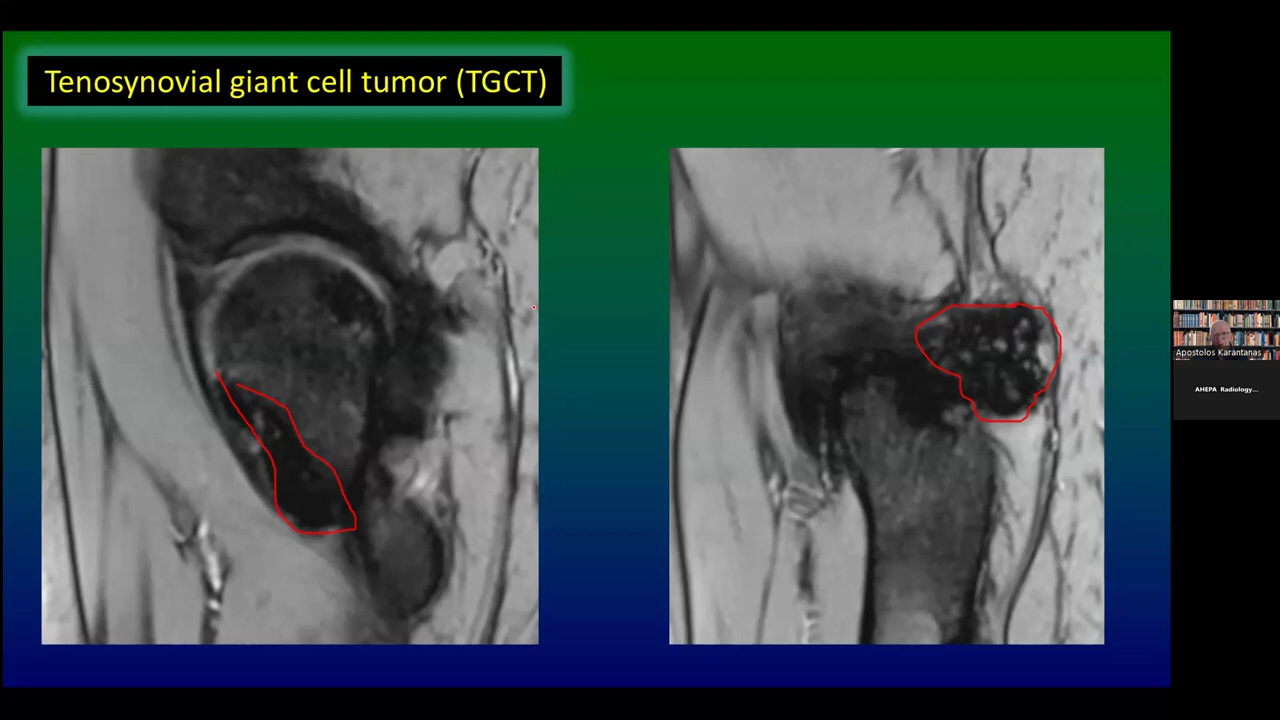 Tenosynovial giant cell tumor (TGCT)
Apostolos Karantanas
AHEPA Radiology...